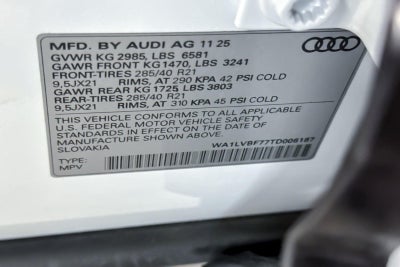 MFD. BY AUDI AG 11 25
GVWR KG 2985, LBS 6581
GAWR FRONT KG1470, LBS 3241
FRONT-TIRES 285/40 R21
9,5JX21 RIMS, AT 290 KPA 42 PSI COLD
GAWR REAR KG 1725 LBS 3803
REAR-TIRES 285/40 R21
9,5JX21 RIMS, AT 310 KPA 45 PSI COLD
THIS VEHICLE CONFORMS TO ALL APPLICABLE
U.S. FEDERAL MOTOR VEHICLE SAFETY
STANDARDS IN EFFECT ON THE DATE OF
MANUFACTURE SHOWN ABOVE.
SLOVAKIA
WA1LVBF77TD008187
TYPE:
MPV